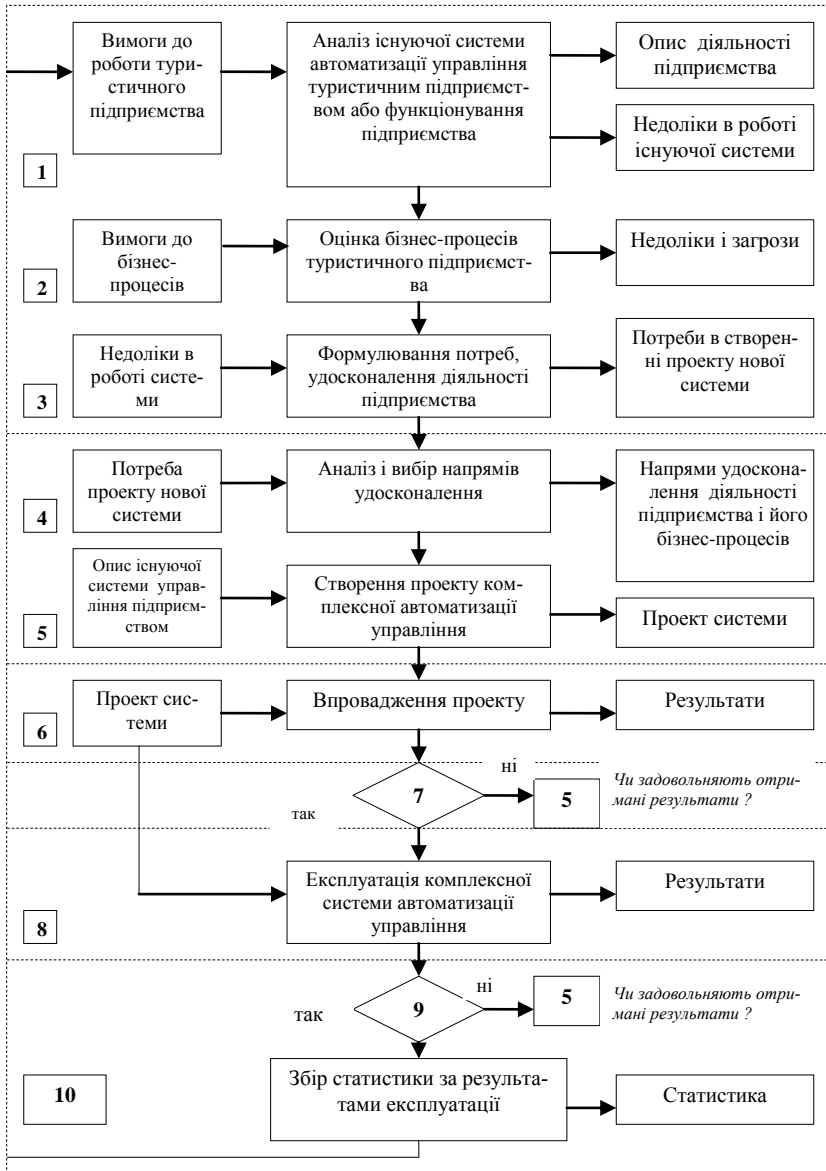 Вимоги до
роботи тури-
стичного
підприємства
Аналіз існуючої системи
автоматизації управління
туристичним підприємст-
вом або функціонування
підприємства
Опис діяльності
підприємства
Недоліки в роботі
існуючої системи
1
Вимоги до
бізнес-
процесів
Оцінка бізнес-процесів
туристичного підприємст-
ва
Недоліки і загрози
2
Недоліки в
роботі систе-
ми
Формулювання потреб,
удосконалення діяльності
підприємства
Потреби в створен-
ні проекту нової
системи
3
Потреба
проекту нової
системи
Аналіз і вибір напрямів
удосконалення
Напрями удоскона-
лення діяльності
підприємства і його
бізнес-процесів
4
Опис існуючої
системи управ-
ління підприєм-
ством
Створення проекту ком-
плексної автоматизації
управління
Проект системи
5
Проект сис-
теми
Впровадження проекту
Результати
6
ні
7
5
Чи задовольняють отри-
мані результати ?
так
Експлуатація комплексної
системи автоматизації
управління
Результати
8
ні
9
5
Чи задовольняють отри-
мані результати ?
так
Збір статистики за результа-
тами експлуатації
10
Статистика